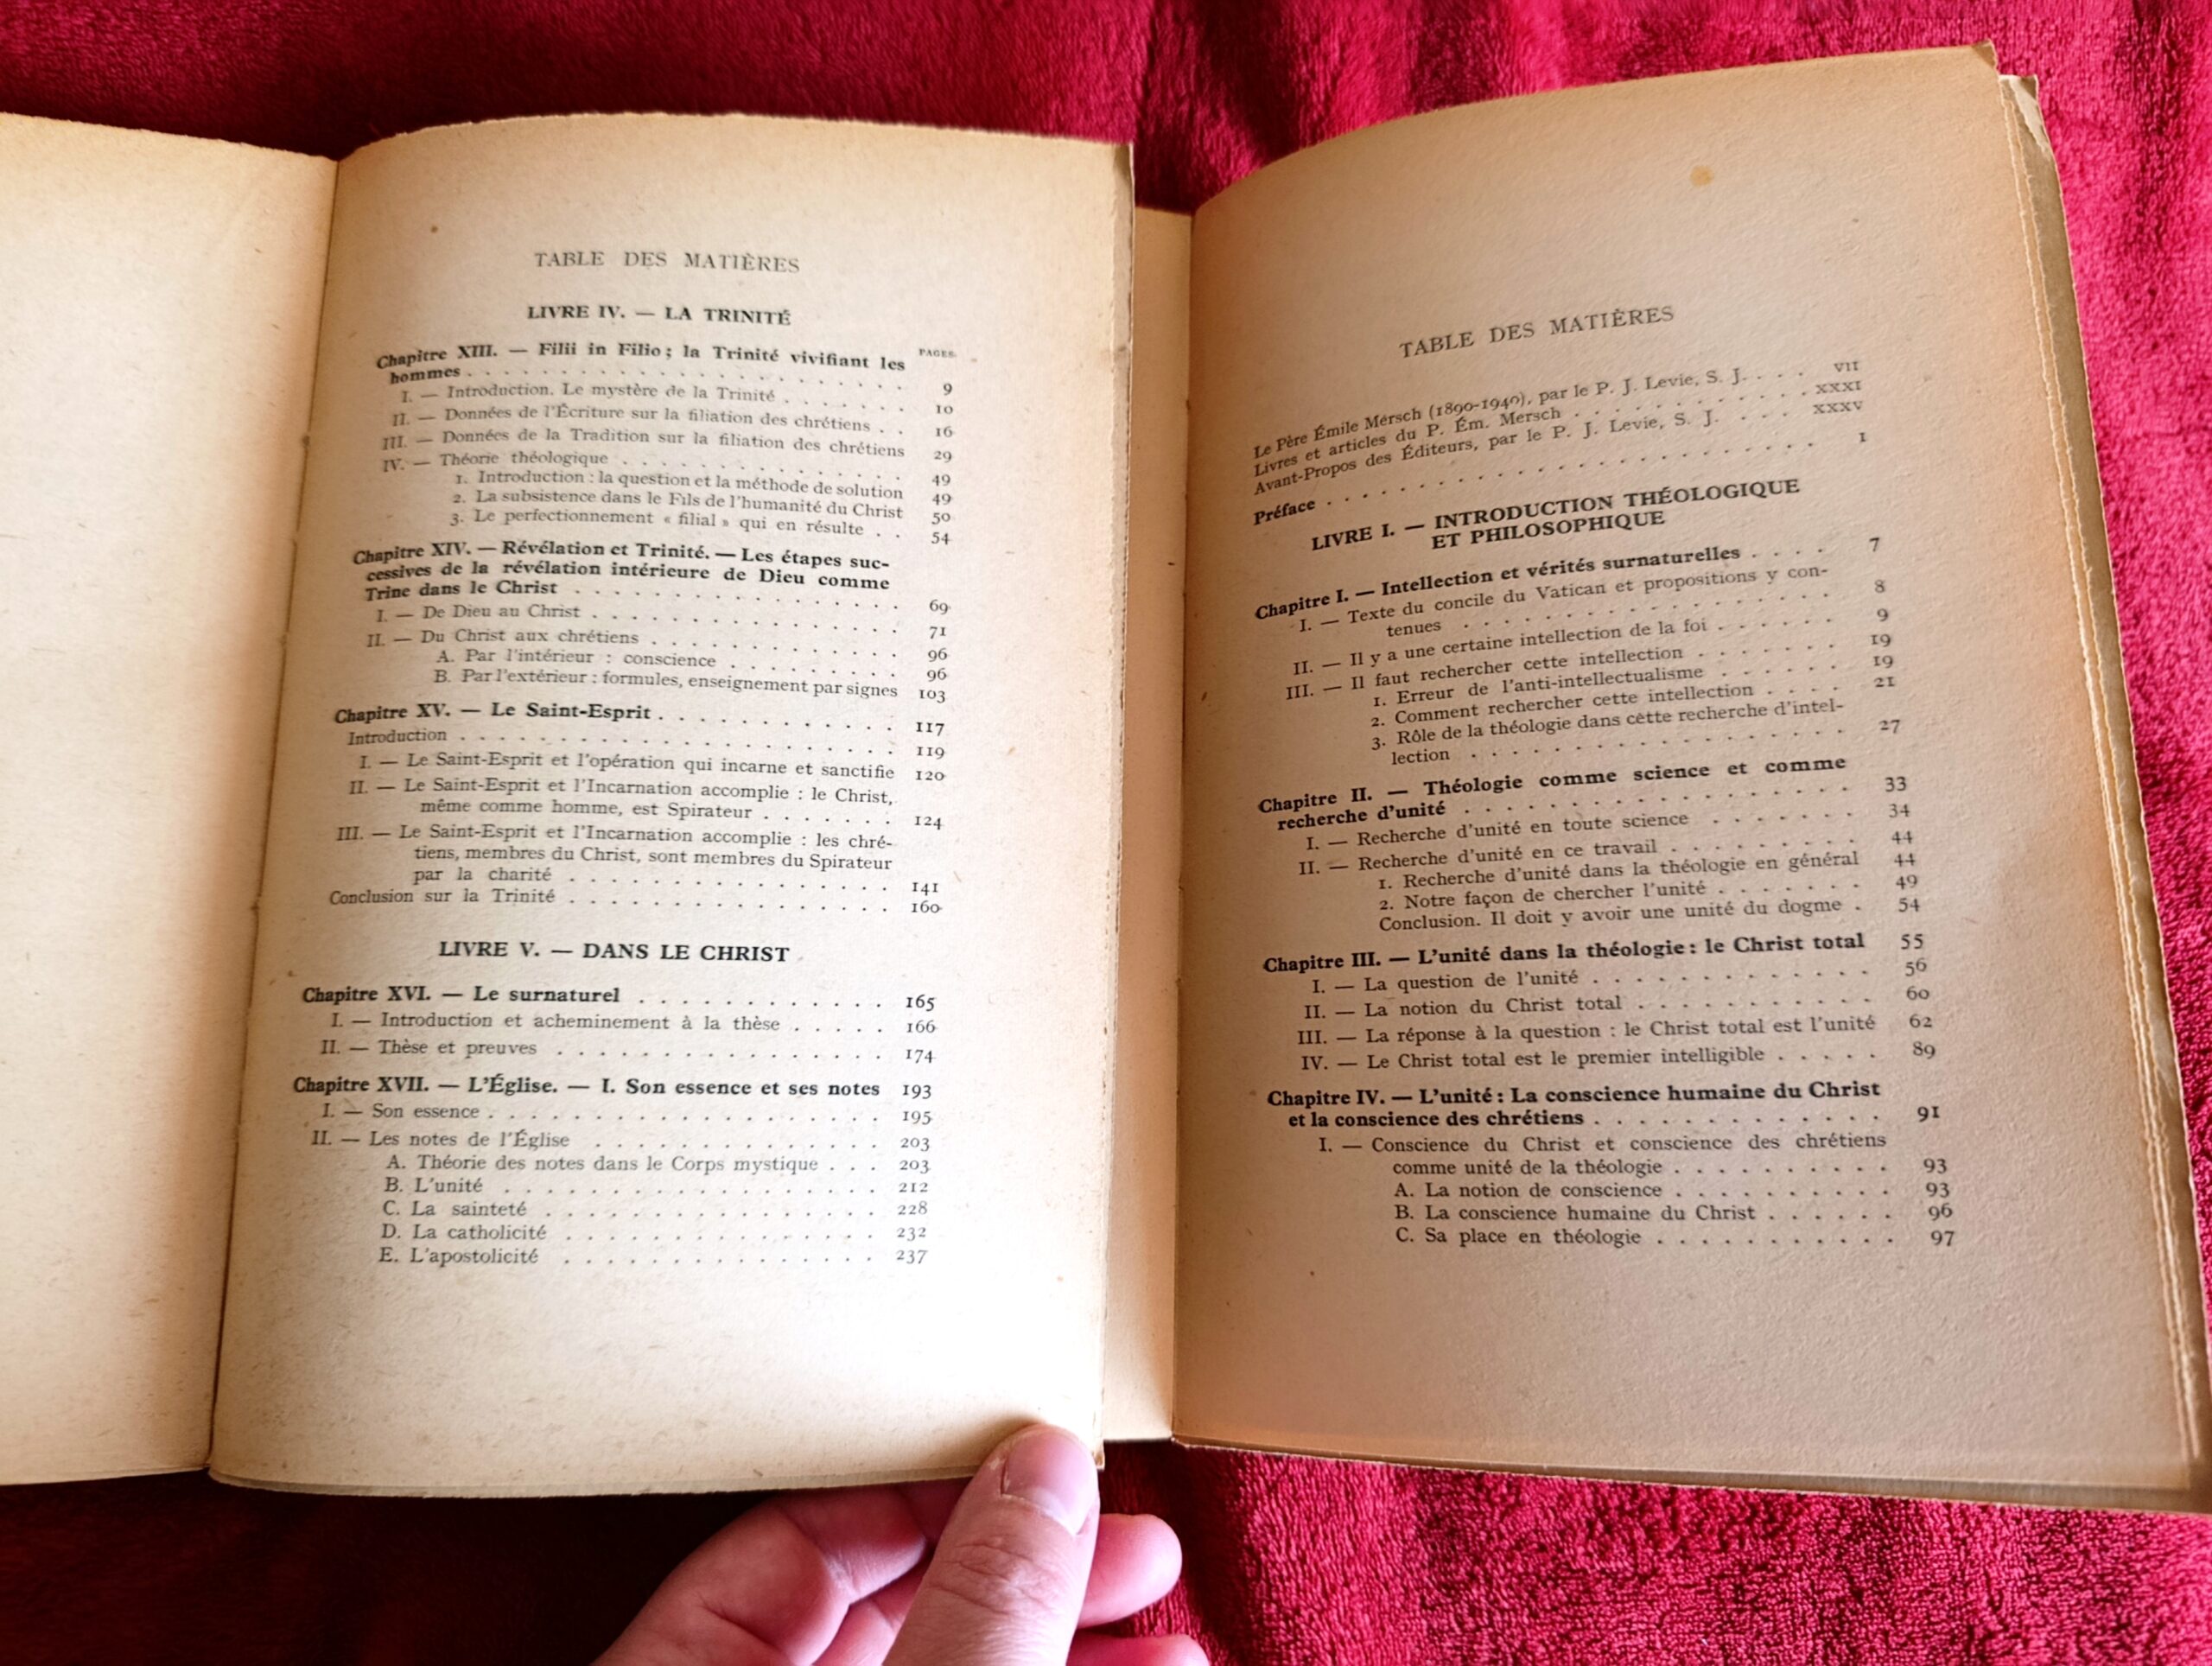 TABLE DES MATIÈRES
LIVRE IV. — LA TRINITÉ
PAGES
Chapitre XIII. — Filii in Filio ; la Trinité vivifiant les
hommes . . . . . . . . . . . . . . . . . . . . 9
I. — Introduction. Le mystère de la Trinité . . . . . . 10
II. — Données de l'Écriture sur la filiation des chrétiens . . 16
III. — Données de la Tradition sur la filiation des chrétiens 29
IV. — Théorie théologique . . . . . . . . . . . . . 49
1. Introduction : la question et la méthode de solution 49
2. La subsistence dans le Fils de l'humanité du Christ 50
3. Le perfectionnement « filial » qui en résulte . . 54
Chapitre XIV. — Révélation et Trinité. — Les étapes suc-
cessives de la révélation intérieure de Dieu comme
Trine dans le Christ . . . . . . . . . . . . . . . 69
I. — De Dieu au Christ . . . . . . . . . . . . . . 71
II. — Du Christ aux chrétiens . . . . . . . . . . . . 96
A. Par l'intérieur : conscience . . . . . . . . 96
B. Par l'extérieur : formules, enseignement par signes 103
Chapitre XV. — Le Saint-Esprit . . . . . . . . . . . 117
Introduction . . . . . . . . . . . . . . . . . . . . 119
I. — Le Saint-Esprit et l'opération qui incarne et sanctifie 120
II. — Le Saint-Esprit et l'Incarnation accomplie : le Christ,
même comme homme, est Spirateur . . . . . . . 124
III. — Le Saint-Esprit et l'Incarnation accomplie : les chré-
tiens, membres du Christ, sont membres du Spirateur
par la charité . . . . . . . . . . . . . . . 141
Conclusion sur la Trinité . . . . . . . . . . . . . . 160
LIVRE V. — DANS LE CHRIST
Chapitre XVI. — Le surnaturel . . . . . . . . . . . . 165
I. — Introduction et acheminement à la thèse . . . . . 166
II. — Thèse et preuves . . . . . . . . . . . . . . . 174
Chapitre XVII. — L'Église. — I. Son essence et ses notes 193
I. — Son essence . . . . . . . . . . . . . . . . . . 195
II. — Les notes de l'Église . . . . . . . . . . . . . 203
A. Théorie des notes dans le Corps mystique . . . 203
B. L'unité . . . . . . . . . . . . . . . . . 212
C. La sainteté . . . . . . . . . . . . . . . 228
D. La catholicité . . . . . . . . . . . . . . 232
E. L'apostolicité . . . . . . . . . . . . . . 237
TABLE DES MATIÈRES
Le Père Émile Mersch (1890-1940), par le P. J. Levie, S. J. . . . . VII
Livres et articles du P. Ém. Mersch . . . . . . . . . . . XXXI
Avant-Propos des Éditeurs, par le P. J. Levie, S. J. . . . . XXXV
Préface . . . . . . . . . . . . . . . . . . . . . . I
LIVRE I. — INTRODUCTION THÉOLOGIQUE
ET PHILOSOPHIQUE
Chapitre I. — Intellection et vérités surnaturelles . . . . 7
I. — Texte du concile du Vatican et propositions y con-
tenues . . . . . . . . . . . . . . . . . . 8
II. — Il y a une certaine intellection de la foi . . . . . . 9
III. — Il faut rechercher cette intellection . . . . . . . 19
1. Erreur de l'anti-intellectualisme . . . . . . 19
2. Comment rechercher cette intellection . . . . 21
3. Rôle de la théologie dans cette recherche d'intel-
lection . . . . . . . . . . . . . . . . . 27
Chapitre II. — Théologie comme science et comme
recherche d'unité . . . . . . . . . . . . . . . . . 33
I. — Recherche d'unité en toute science . . . . . . . 34
II. — Recherche d'unité en ce travail . . . . . . . . . 44
1. Recherche d'unité dans la théologie en général 44
2. Notre façon de chercher l'unité . . . . . . . 49
Conclusion. Il doit y avoir une unité du dogme . 54
Chapitre III. — L'unité dans la théologie : le Christ total 55
I. — La question de l'unité . . . . . . . . . . . . 56
II. — La notion du Christ total . . . . . . . . . . . 60
III. — La réponse à la question : le Christ total est l'unité 62
IV. — Le Christ total est le premier intelligible . . . . . 89
Chapitre IV. — L'unité : La conscience humaine du Christ
et la conscience des chrétiens . . . . . . . . . . . . 91
I. — Conscience du Christ et conscience des chrétiens
comme unité de la théologie . . . . . . . . . . 93
A. La notion de conscience . . . . . . . . . . 93
B. La conscience humaine du Christ . . . . . . 96
C. Sa place en théologie . . . . . . . . . . . 97